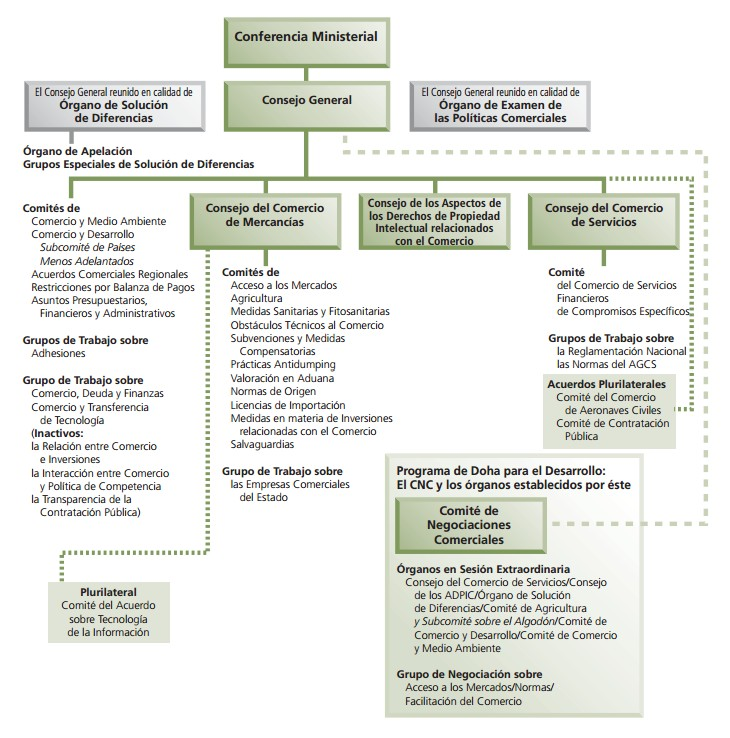 Conferencia Ministerial
El Consejo General reunido en calidad de
Órgano de Solución
de Diferencias
Consejo General
El Consejo General reunido en calidad de
Órgano de Examen de
las Políticas Comerciales
Órgano de Apelación
Grupos Especiales de Solución de Diferencias
Comités de
Comercio y Medio Ambiente
Comercio y Desarrollo
Subcomité de Países
Menos Adelantados
Acuerdos Comerciales Regionales
Restricciones por Balanza de Pagos
Asuntos Presupuestarios,
Financieros y Administrativos
Grupos de Trabajo sobre
Adhesiones
Grupo de Trabajo sobre
Comercio, Deuda y Finanzas
Comercio y Transferencia
de Tecnología
(Inactivos:
la Relación entre Comercio
e Inversiones
la Interacción entre Comercio
y Política de Competencia
la Transparencia de la
Contratación Pública)
Plurilateral
Comité del Acuerdo
sobre Tecnología
de la Información
Consejo del Comercio
de Mercancías
Comités de
Acceso a los Mercados
Agricultura
Medidas Sanitarias y Fitosanitarias
Obstáculos Técnicos al Comercio
Subvenciones y Medidas
Compensatorias
Prácticas Antidumping
Valoración en Aduana
Normas de Origen
Licencias de Importación
Medidas en materia de Inversiones
relacionadas con el Comercio
Salvaguardias
Grupo de Trabajo sobre
las Empresas Comerciales
del Estado
Consejo de los Aspectos de
los Derechos de Propiedad
Intelectual relacionados
con el Comercio
Consejo del Comercio
de Servicios
Comité
del Comercio de Servicios
Financieros
de Compromisos Específicos
Grupos de Trabajo sobre
la Reglamentación Nacional
las Normas del AGCS
Acuerdos Plurilaterales
Comité del Comercio
de Aeronaves Civiles
Comité de Contratación
Pública
Programa de Doha para el Desarrollo:
El CNC y los órganos establecidos por éste
Comité de
Negociaciones
Comerciales
Órganos en Sesión Extraordinaria
Consejo del Comercio de Servicios/Consejo
de los ADPIC/Órgano de Solución
de Diferencias/Comité de Agricultura
y Subcomité sobre el Algodón/Comité de
Comercio y Desarrollo/Comité de Comercio
y Medio Ambiente
Grupo de Negociación sobre
Acceso a los Mercados/Normas/
Facilitación del Comercio